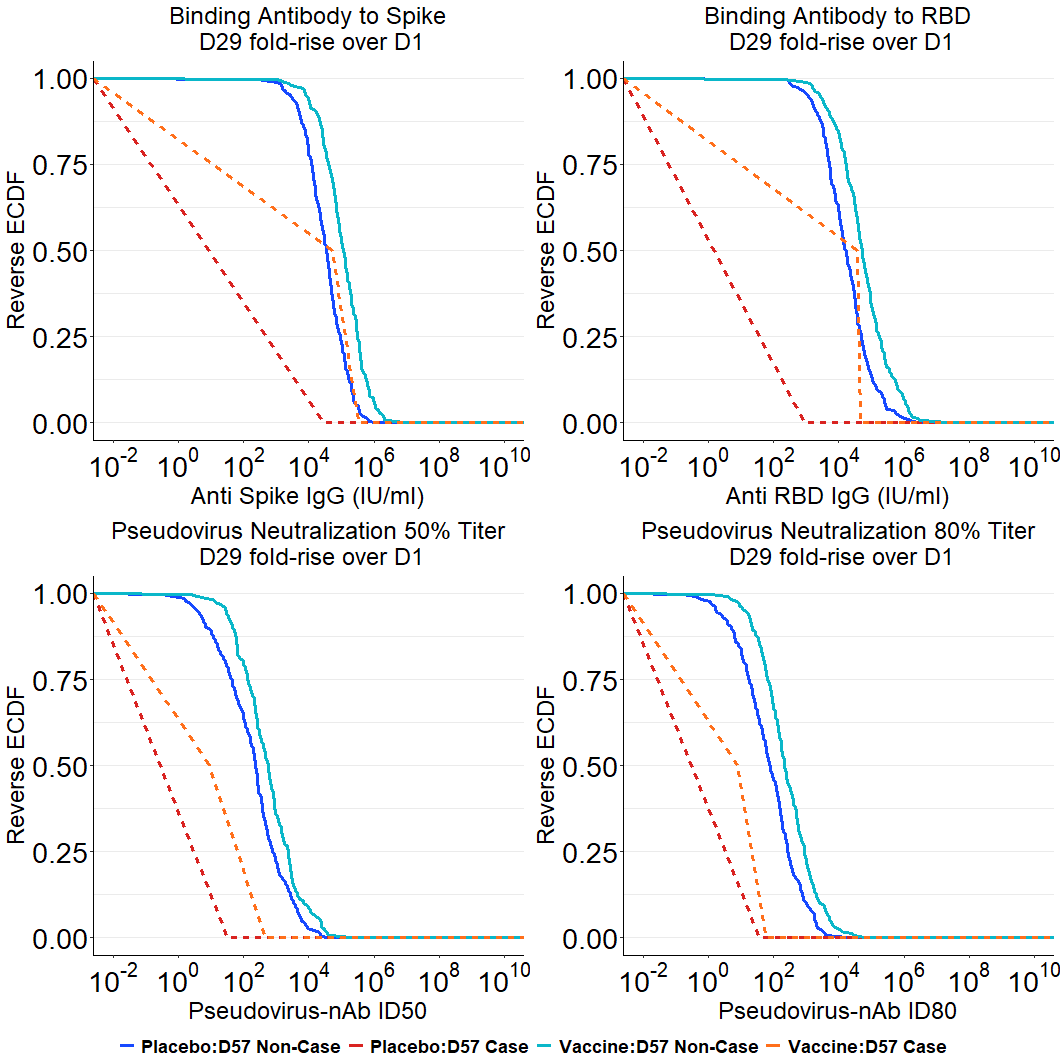 Binding Antibody to Spike
D29 fold-rise over D1
Reverse ECDF
1.00
0.75
0.50
0.25
0.00
10^-2 10^0 10^2 10^4 10^6 10^8 10^10
Anti Spike IgG (IU/ml)
Binding Antibody to RBD
D29 fold-rise over D1
Reverse ECDF
1.00
0.75
0.50
0.25
0.00
10^-2 10^0 10^2 10^4 10^6 10^8 10^10
Anti RBD IgG (IU/ml)
Pseudovirus Neutralization 50% Titer
D29 fold-rise over D1
Reverse ECDF
1.00
0.75
0.50
0.25
0.00
10^-2 10^0 10^2 10^4 10^6 10^8 10^10
Pseudovirus-nAb ID50
Pseudovirus Neutralization 80% Titer
D29 fold-rise over D1
Reverse ECDF
1.00
0.75
0.50
0.25
0.00
10^-2 10^0 10^2 10^4 10^6 10^8 10^10
Pseudovirus-nAb ID80
Placebo:D57 Non-Case Placebo:D57 Case Vaccine:D57 Non-Case Vaccine:D57 Case